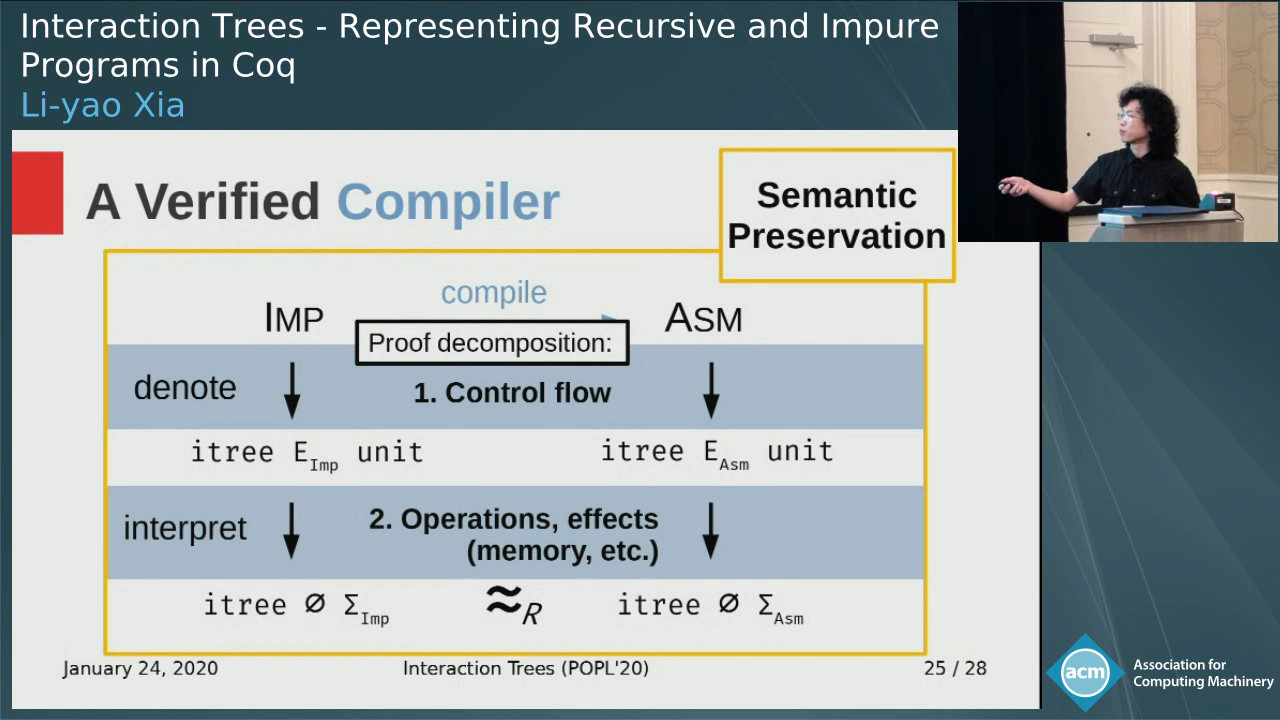 Interaction Trees - Representing Recursive and Impure
Programs in Coq
Li-yao Xia
A Verified Compiler
Semantic
Preservation
compile
IMP
ASM
Proof decomposition:
denote
1. Control flow
itree E_Imp unit
itree E_Asm unit
interpret
2. Operations, effects
(memory, etc.)
itree ∅ Σ_Imp
≈_R
itree ∅ Σ_Asm
January 24, 2020
Interaction Trees (POPL'20)
25 / 28
acm
Association for
Computing Machinery